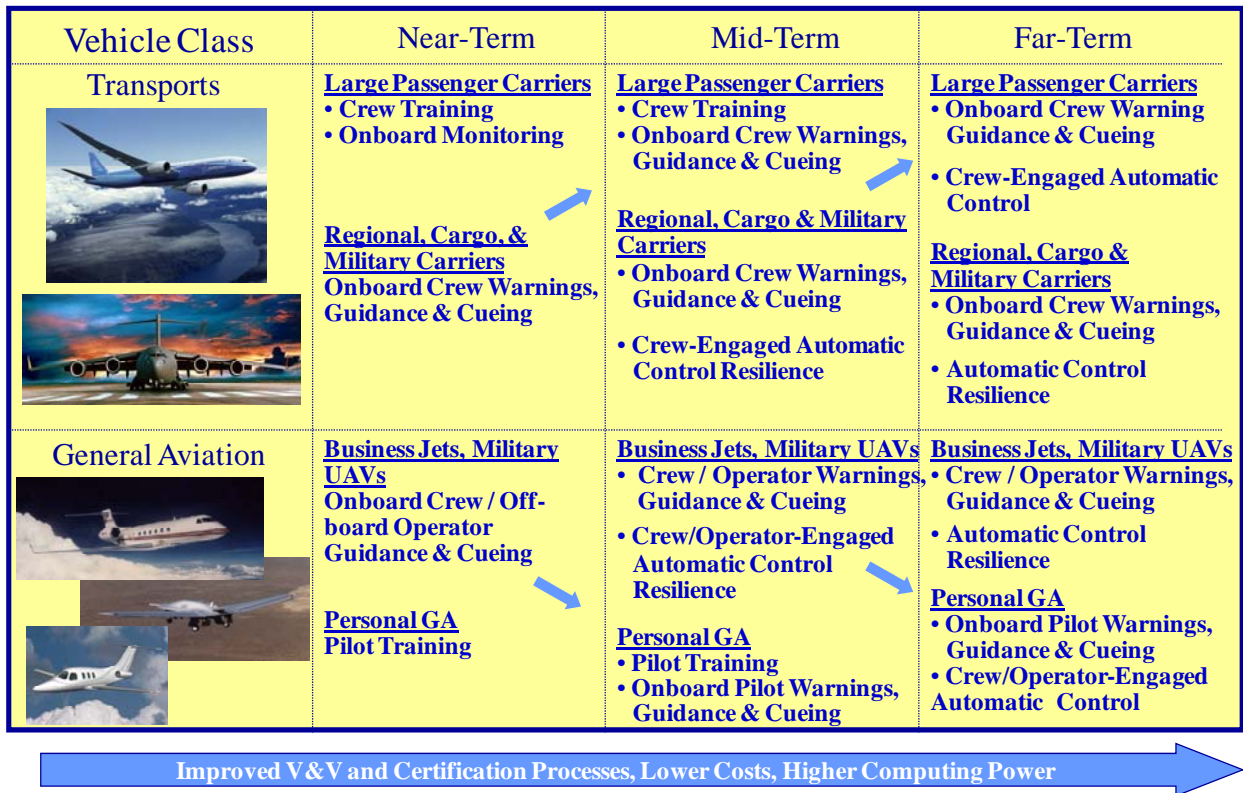 Vehicle Class
Near-Term
Mid-Term
Far-Term
Transports
Large Passenger Carriers
• Crew Training
• Onboard Monitoring
Regional, Cargo, &
Military Carriers
Onboard Crew Warnings,
Guidance & Cueing
Large Passenger Carriers
• Crew Training
• Onboard Crew Warnings,
Guidance & Cueing
Regional, Cargo & Military
Carriers
• Onboard Crew Warnings,
Guidance & Cueing
• Crew-Engaged Automatic
Control Resilience
Large Passenger Carriers
• Onboard Crew Warning
Guidance & Cueing
• Crew-Engaged Automatic
Control
Regional, Cargo &
Military Carriers
• Onboard Crew Warnings,
Guidance & Cueing
• Automatic Control
Resilience
General Aviation
Business Jets, Military
UAVs
Onboard Crew / Off-
board Operator
Guidance & Cueing
Personal GA
Pilot Training
Business Jets, Military UAVs
• Crew / Operator Warnings,
Guidance & Cueing
• Crew/Operator-Engaged
Automatic Control
Resilience
Personal GA
• Pilot Training
• Onboard Pilot Warnings,
Guidance & Cueing
Business Jets, Military UAVs
• Crew / Operator Warnings,
Guidance & Cueing
• Automatic Control
Resilience
Personal GA
• Onboard Pilot Warnings,
Guidance & Cueing
• Crew/Operator-Engaged
Automatic Control
Improved V&V and Certification Processes, Lower Costs, Higher Computing Power